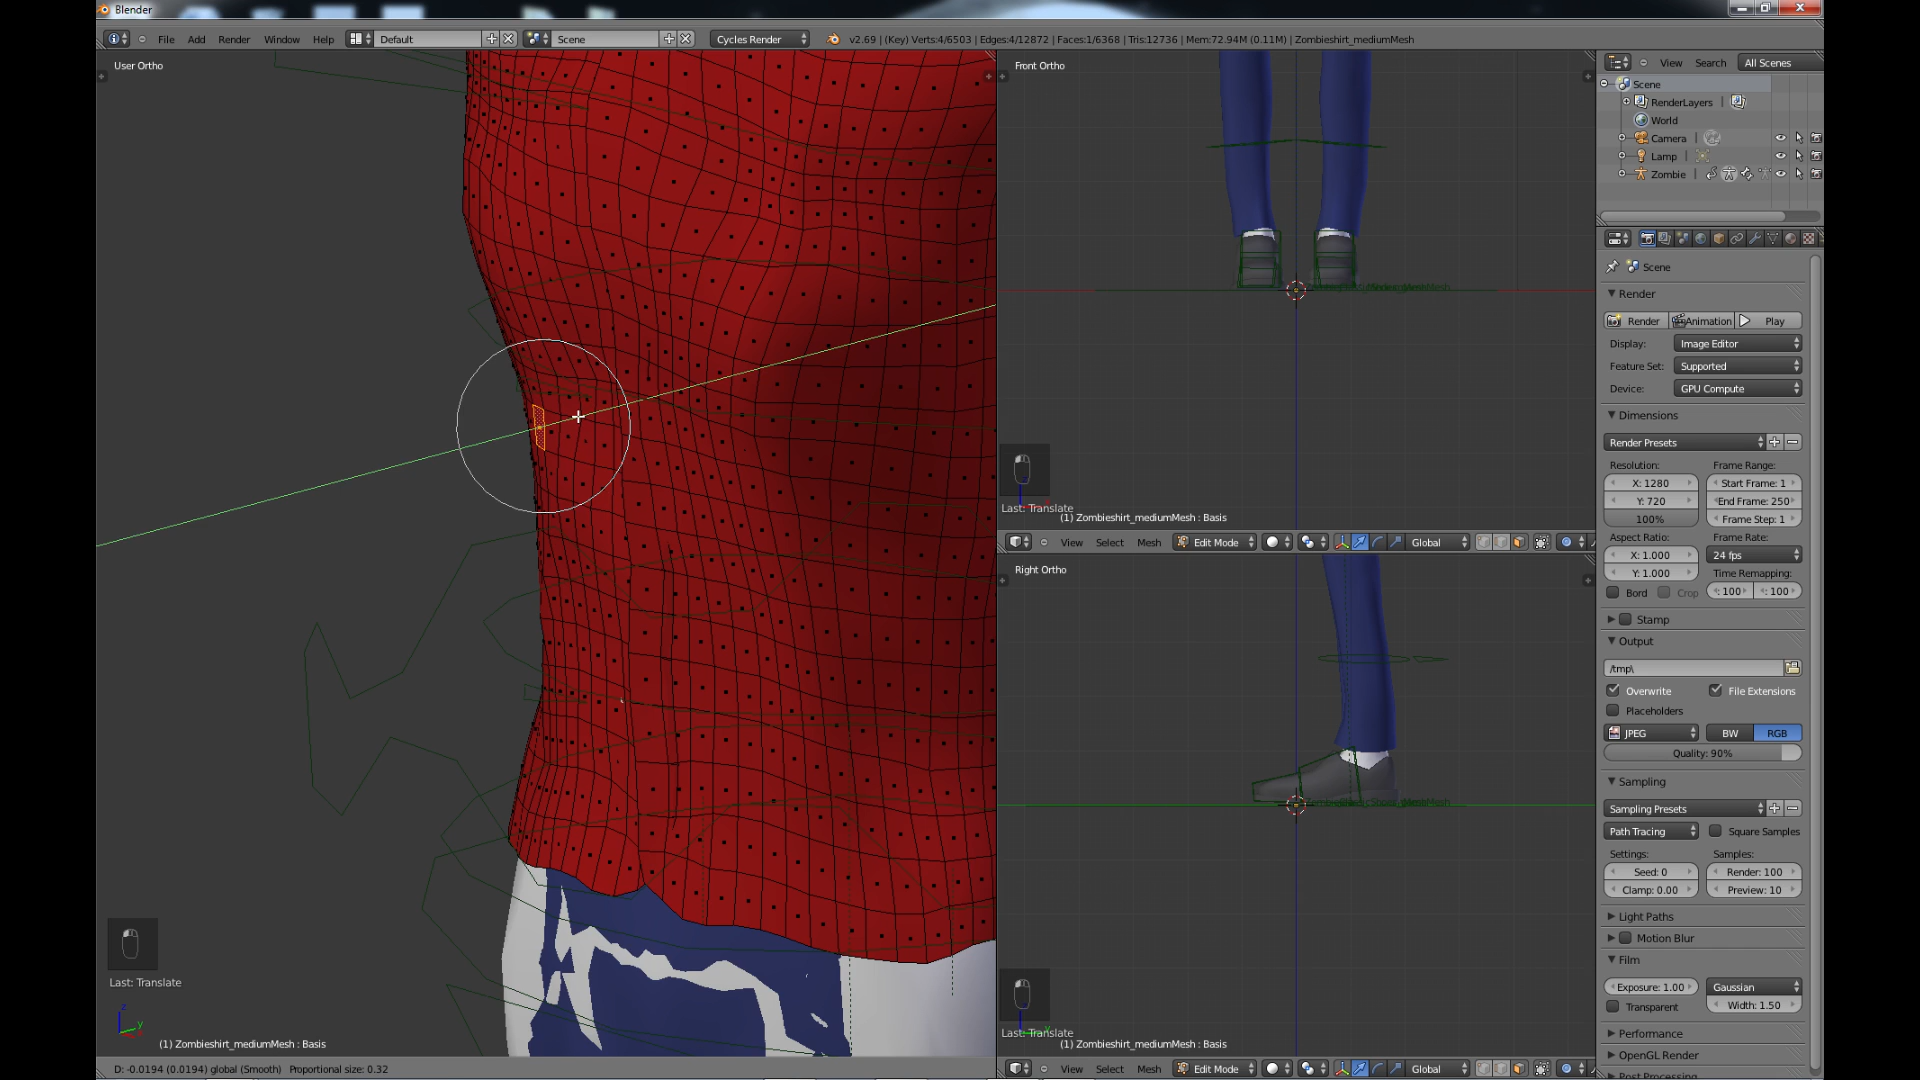 Blender
File Add Render Window Help Default Scene Cycles Render v2.69 | (Key) Verts:4/6503 | Edges:4/12872 | Faces:1/6368 | Tris:12736 | Mem:72.94M (0.11M) | Zombieshirt_mediumMesh
User Ortho
Last: Translate
z
y
(1) Zombieshirt_mediumMesh : Basis
D: -0.0194 (0.0194) global (Smooth) Proportional size: 0.32
Front Ortho
Last: Translate
(1) Zombieshirt_mediumMesh : Basis
View Select Mesh Edit Mode Global
Right Ortho
Last: Translate
(1) Zombieshirt_mediumMesh : Basis
View Select Mesh Edit Mode Global
View Search All Scenes
Scene
RenderLayers
World
Camera
Lamp
Zombie
Scene
Render
Render Animation Play
Display: Image Editor
Feature Set: Supported
Device: GPU Compute
Dimensions
Render Presets
Resolution: Frame Range:
X: 1280 Start Frame: 1
Y: 720 End Frame: 250
100% Frame Step: 1
Aspect Ratio: Frame Rate:
X: 1.000 24 fps
Y: 1.000 Time Remapping:
Bord Crop : 100 : 100
Stamp
Output
/tmp\
Overwrite File Extensions
Placeholders
JPEG BW RGB
Quality: 90%
Sampling
Sampling Presets
Path Tracing Square Samples
Settings: Samples:
Seed: 0 Render: 100
Clamp: 0.00 Preview: 10
Light Paths
Motion Blur
Film
Exposure: 1.00 Gaussian
Transparent Width: 1.50
Performance
OpenGL Render
Post Processing